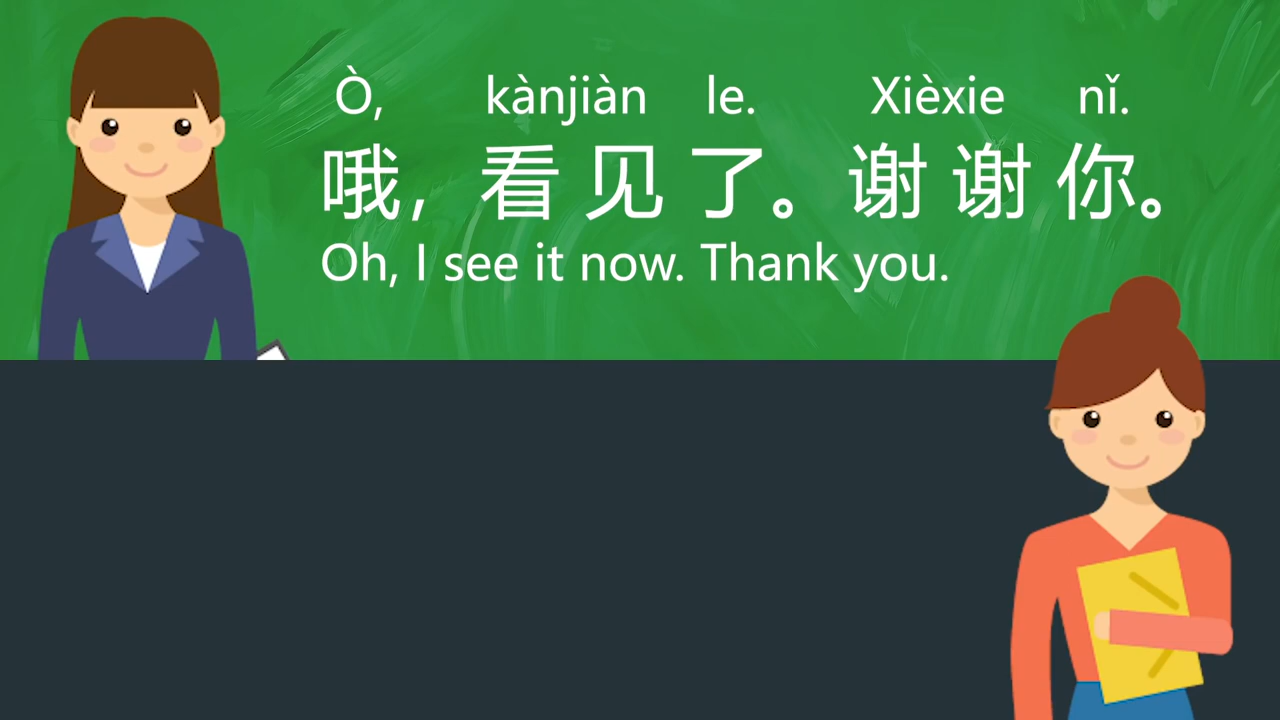 Ò, kànjiàn le. Xièxie nǐ.
哦，看见了。谢谢你。
Oh, I see it now. Thank you.